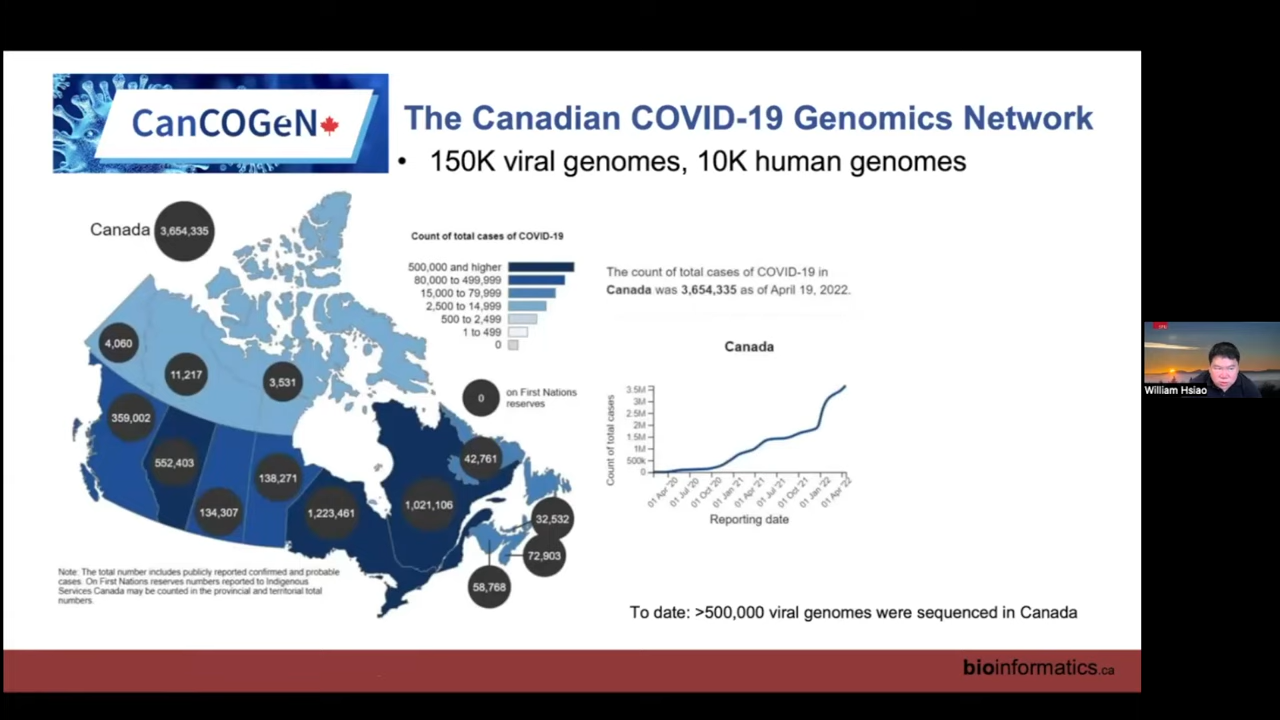 CanCOGeN
The Canadian COVID-19 Genomics Network
• 150K viral genomes, 10K human genomes
Canada
3,654,335
Count of total cases of COVID-19
500,000 and higher
80,000 to 499,999
15,000 to 79,999
2,500 to 14,999
500 to 2,499
1 to 499
0
The count of total cases of COVID-19 in
Canada was 3,654,335 as of April 19, 2022.
4,060
11,217
3,531
0
on First Nations
reserves
359,002
552,403
134,307
138,271
1,223,461
1,021,106
42,761
32,532
72,903
58,768
Canada
Count of total cases
3.5M
3M
2.5M
1.5M
1M
500k
0
01 Apr '20
01 Jul '20
01 Oct '20
01 Jan '21
01 Apr '21
01 Jul '21
01 Oct '21
01 Jan '22
01 Apr '22
Reporting date
Note: The total number includes publicly reported confirmed and probable
cases. On First Nations reserves numbers reported to Indigenous
Services Canada may be counted in the provincial and territorial total
numbers.
To date: >500,000 viral genomes were sequenced in Canada
bioinformatics.ca
William Hsiao